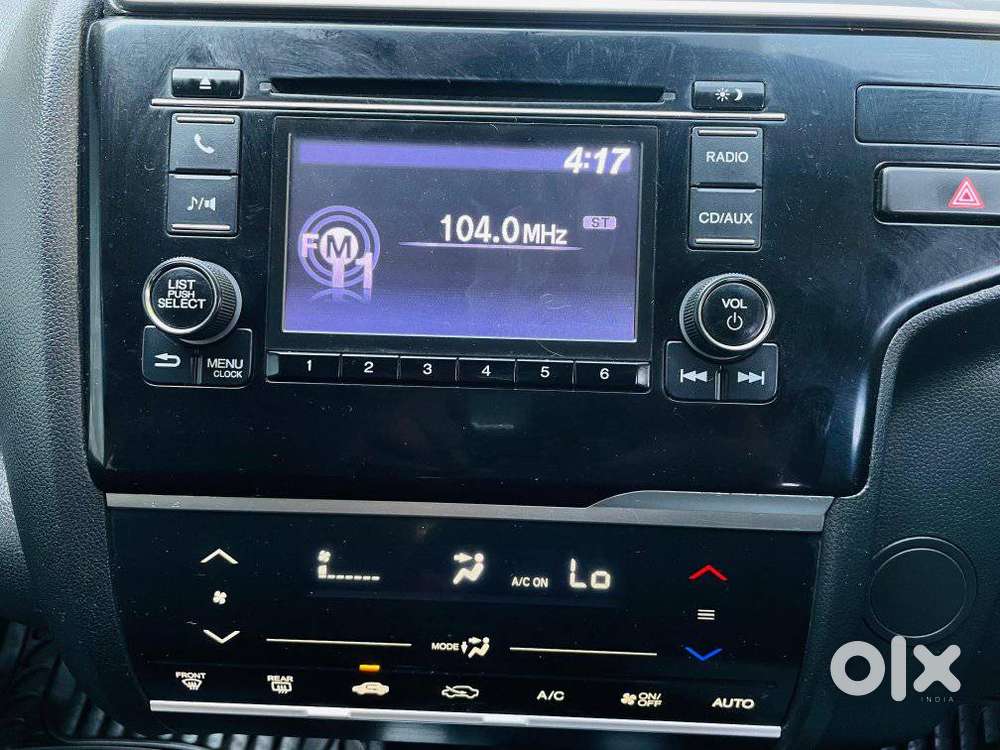 4:17
RADIO
104.0MHz ST
CD/AUX
FM
1
LIST
PUSH
SELECT
VOL
MENU
CLOCK
1 2 3 4 5 6
A/C ON Lo
MODE
FRONT REAR A/C ON/OFF AUTO
olx
INDIA